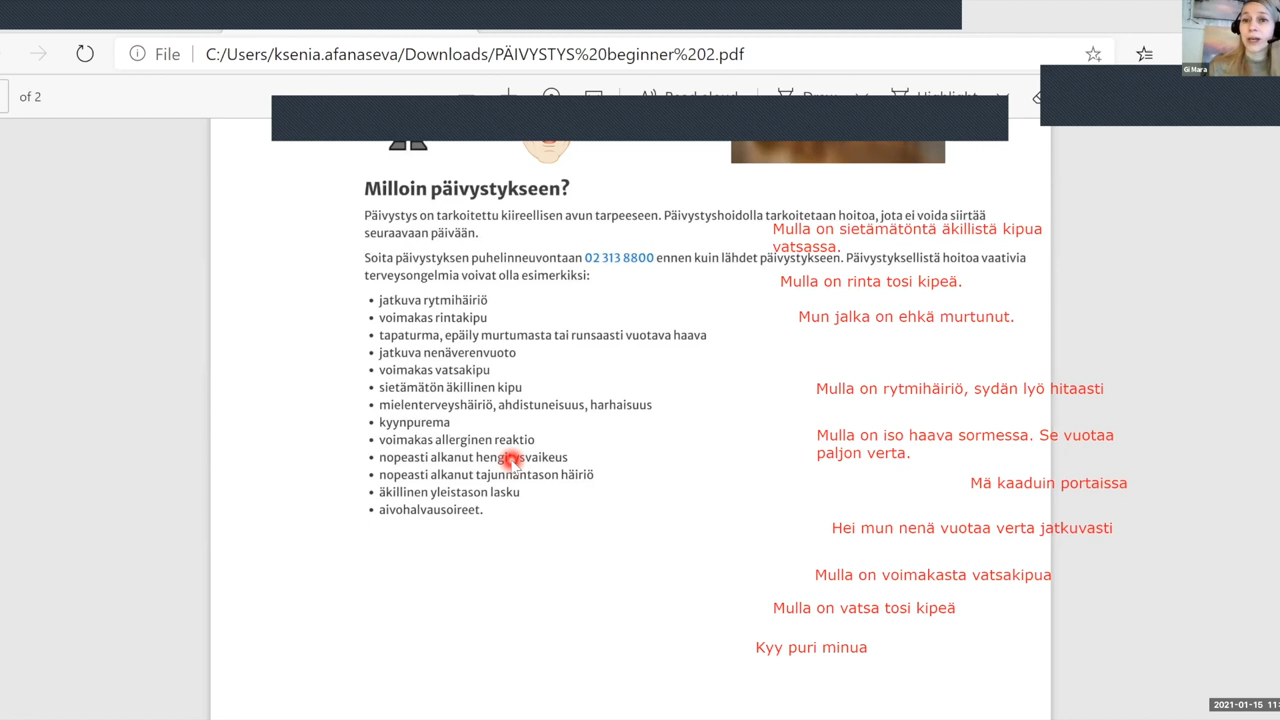 File
C:/Users/ksenia.afanaseva/Downloads/PÄIVYSTYS%20beginner%202.pdf
Gi Mara
of 2
Milloin päivystykseen?
Päivystys on tarkoitettu kiireellisen avun tarpeeseen. Päivystyshoidolla tarkoitetaan hoitoa, jota ei voida siirtää
seuraavaan päivään.
Mulla on sietämätöntä äkillistä kipua
vatsassa.
Soita päivystyksen puhelinneuvontaan 02 313 8800 ennen kuin lähdet päivystykseen. Päivystyksellistä hoitoa vaativia
terveysongelmia voivat olla esimerkiksi:
Mulla on rinta tosi kipeä.
• jatkuva rytmihäiriö
• voimakas rintakipu
Mun jalka on ehkä murtunut.
• tapaturma, epäily murtumasta tai runsaasti vuotava haava
• jatkuva nenäverenvuoto
• voimakas vatsakipu
• sietämätön äkillinen kipu
Mulla on rytmihäiriö, sydän lyö hitaasti
• mielenterveyshäiriö, ahdistuneisuus, harhaisuus
• kyynpurema
• voimakas allerginen reaktio
Mulla on iso haava sormessa. Se vuotaa
paljon verta.
• nopeasti alkanut hengitysvaikeus
• nopeasti alkanut tajunnantason häiriö
Mä kaaduin portaissa
• äkillinen yleistason lasku
• aivohalvausoireet.
Hei mun nenä vuotaa verta jatkuvasti
Mulla on voimakasta vatsakipua
Mulla on vatsa tosi kipeä
Kyy puri minua
2021-01-15